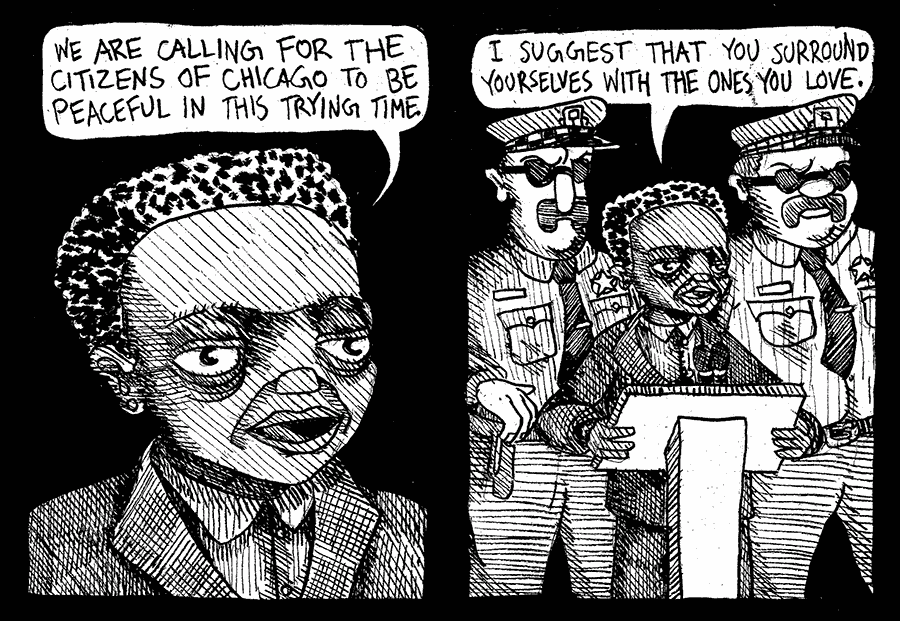 WE ARE CALLING FOR THE
CITIZENS OF CHICAGO TO BE
PEACEFUL IN THIS TRYING TIME.
I SUGGEST THAT YOU SURROUND
YOURSELVES WITH THE ONES YOU LOVE.